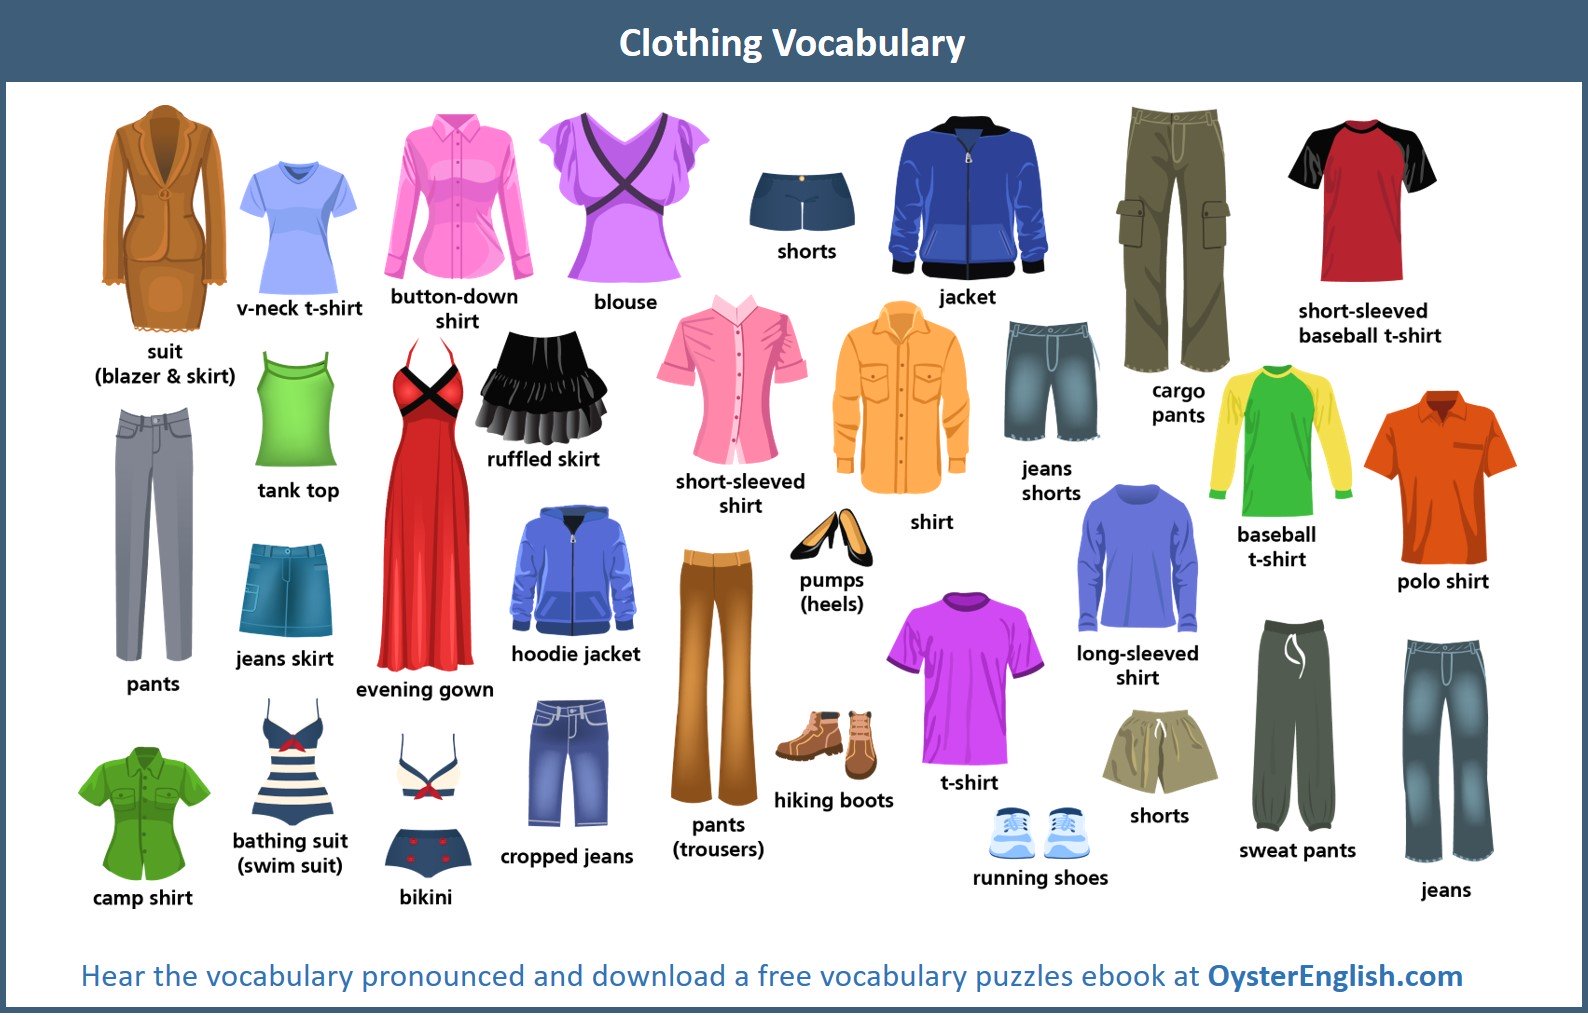 Clothing Vocabulary
suit
(blazer & skirt)
v-neck t-shirt
button-down
shirt
blouse
shorts
jacket
cargo
pants
short-sleeved
baseball t-shirt
pants
tank top
evening gown
ruffled skirt
short-sleeved
shirt
shirt
jeans
shorts
baseball
t-shirt
polo shirt
jeans skirt
hoodie jacket
pants
(trousers)
pumps
(heels)
t-shirt
long-sleeved
shirt
sweat pants
jeans
camp shirt
bathing suit
(swim suit)
bikini
cropped jeans
hiking boots
running shoes
shorts
Hear the vocabulary pronounced and download a free vocabulary puzzles ebook at OysterEnglish.com